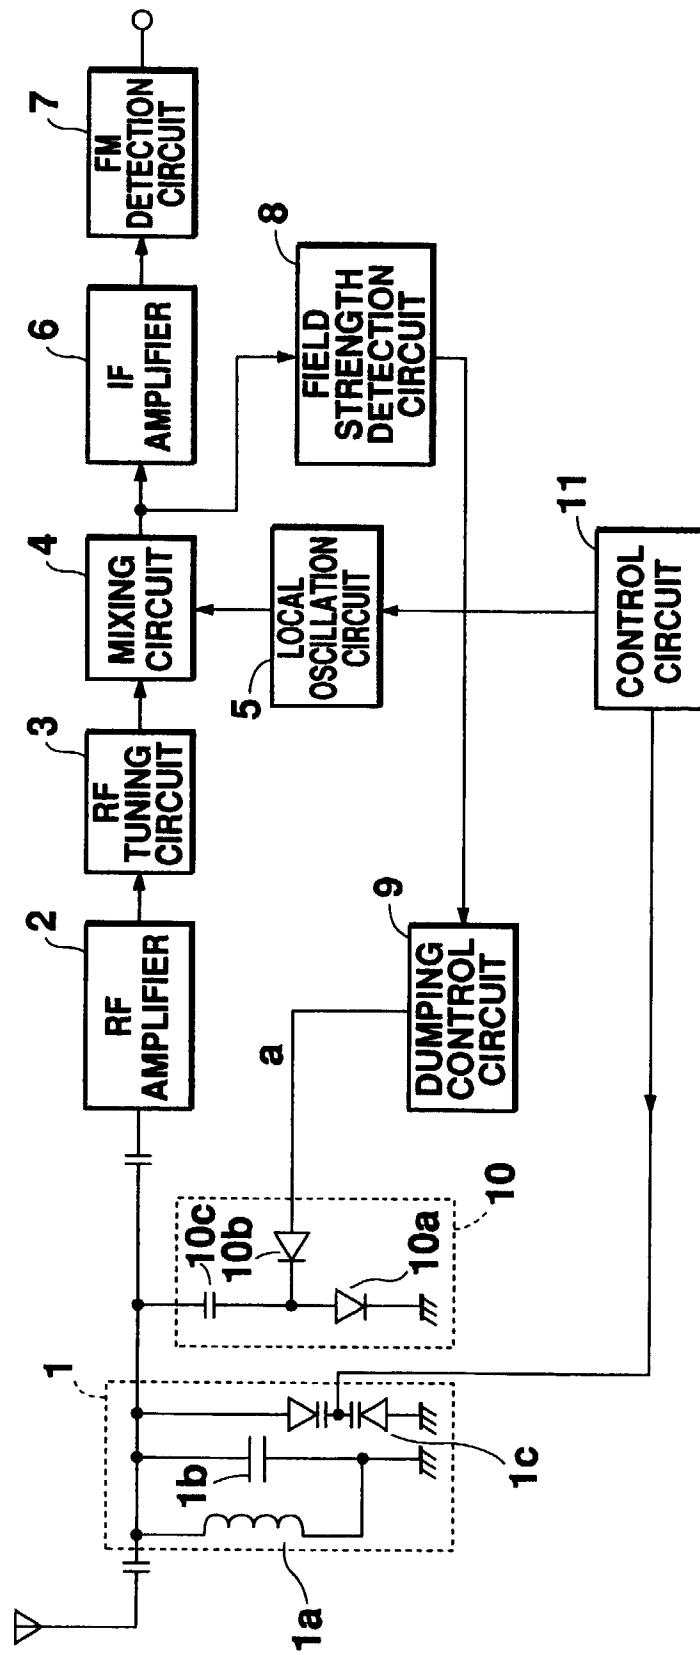 1
1a
1b
1c
10
10c
10b
10a
a
2
RF
AMPLIFIER
3
RF
TUNING
CIRCUIT
4
MIXING
CIRCUIT
5
LOCAL
OSCILLATION
CIRCUIT
6
IF
AMPLIFIER
7
FM
DETECTION
CIRCUIT
8
FIELD
STRENGTH
DETECTION
CIRCUIT
9
DUMPING
CONTROL
CIRCUIT
11
CONTROL
CIRCUIT